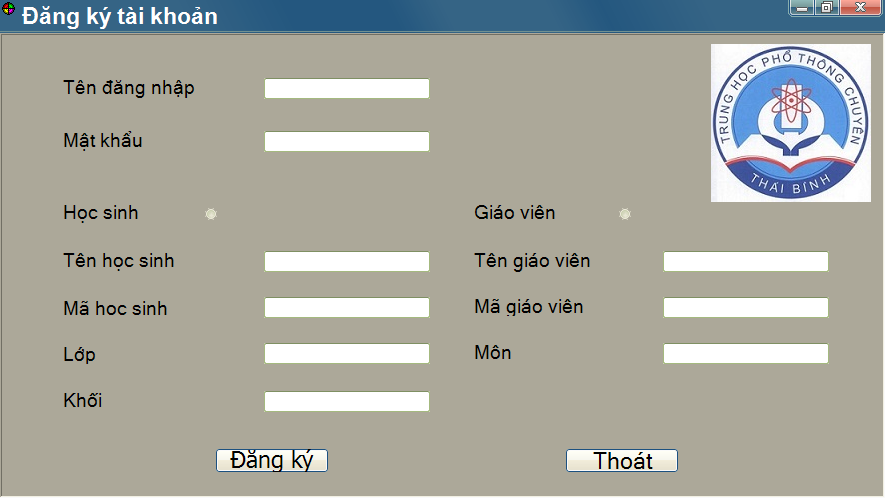 Đăng ký tài khoản
TRUNG HỌC PHỔ THÔNG CHUYÊN
THÁI BÌNH
Tên đăng nhập
Mật khẩu
Học sinh
Giáo viên
Tên học sinh
Tên giáo viên
Mã hoc sinh
Mã giáo viên
Lớp
Môn
Khối
Đăng ký
Thoát